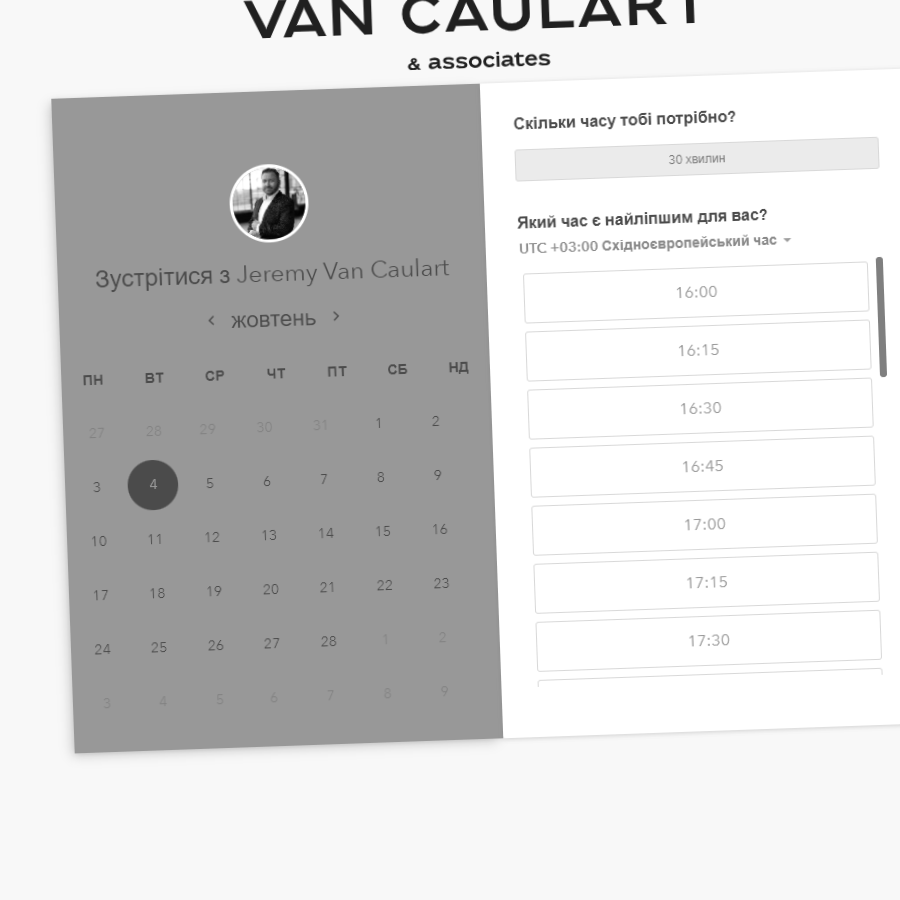 VAN CAULART
& associates
Зустрітися з Jeremy Van Caulart
жовтень
ПН ВТ СР ЧТ ПТ СБ НД
27 28 29 30 31 1 2
3 4 5 6 7 8 9
10 11 12 13 14 15 16
17 18 19 20 21 22 23
24 25 26 27 28 1 2
3 4 5 6 7 8 9
Скільки часу тобі потрібно?
30 хвилин
Який час є найліпшим для вас?
UTC +03:00 Східноєвропейський час
16:00
16:15
16:30
16:45
17:00
17:15
17:30